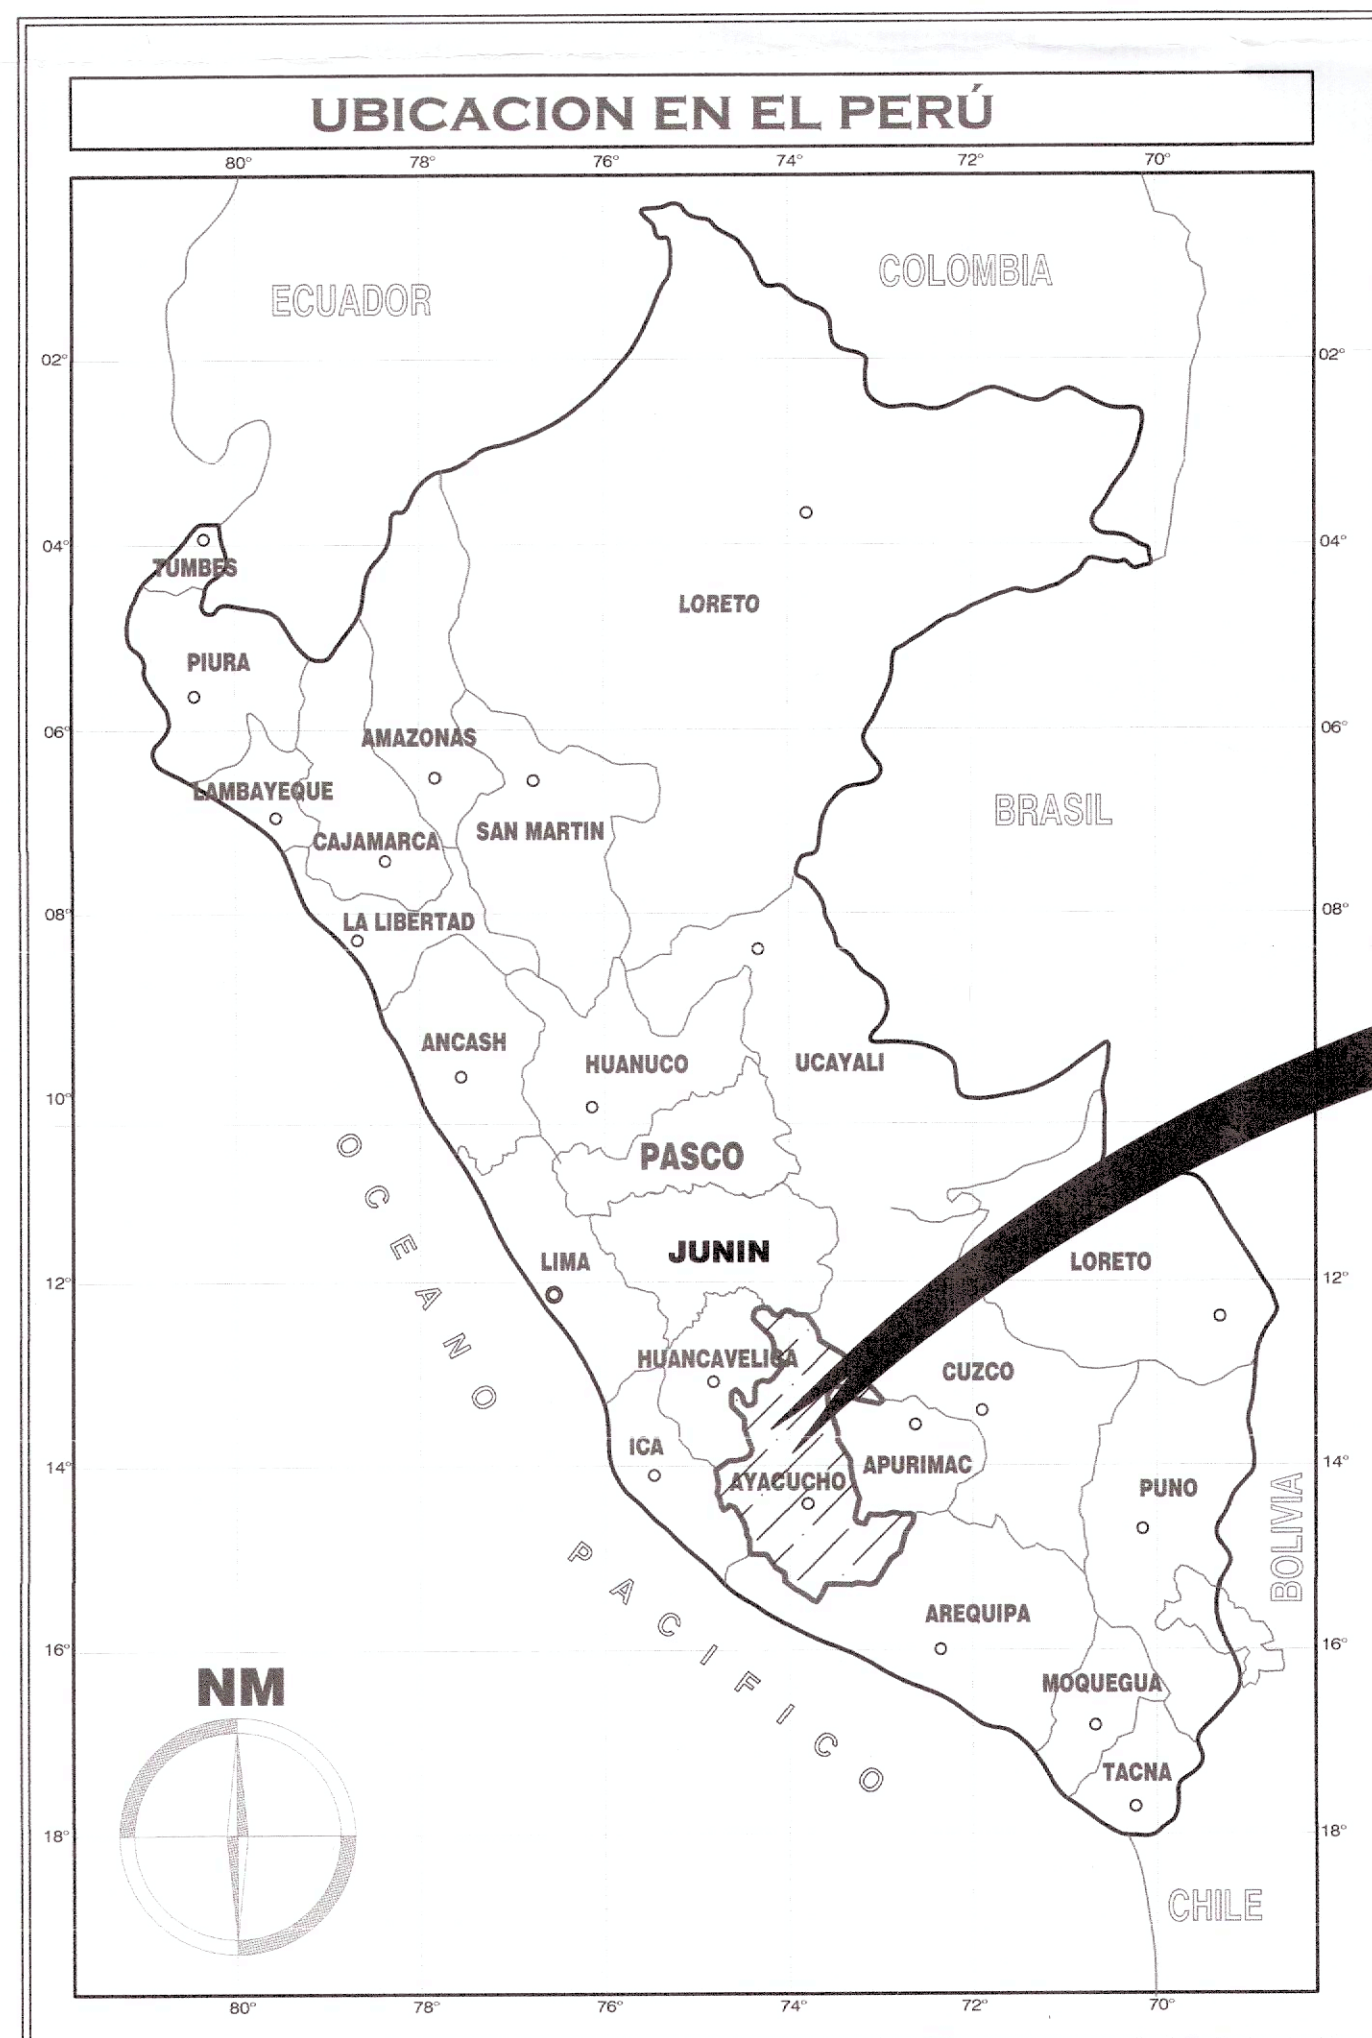 UBICACION EN EL PERÚ
80° 78° 76° 74° 72° 70°
COLOMBIA
ECUADOR
02° 02°
04° 04°
TUMBES
LORETO
PIURA
06° 06°
AMAZONAS
LAMBAYEQUE
BRASIL
SAN MARTIN
CAJAMARCA
08° 08°
LA LIBERTAD
ANCASH
HUANUCO
UCAYALI
10°
PASCO
JUNIN
LIMA
LORETO
12° 12°
HUANCAVELICA
CUZCO
ICA
APURIMAC
14° 14°
AYACUCHO
PUNO
BOLIVIA
OCEANO PACIFICO
AREQUIPA
16° 16°
NM
MOQUEGUA
TACNA
18° 18°
CHILE
80° 78° 76° 74° 72° 70°